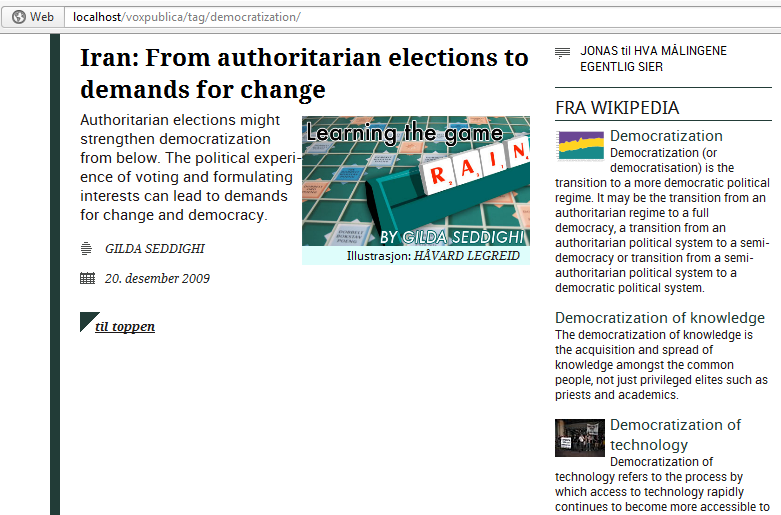 Web
localhost/voxpublica/tag/democratization/
Iran: From authoritarian elections to
demands for change
Authoritarian elections might
strengthen democratization
from below. The political experi-
ence of voting and formulating
interests can lead to demands
for change and democracy.
GILDA SEDDIGHI
20. desember 2009
til toppen
Learning the game
RAIN
BY GILDA SEDDIGHI
Illustrasjon: HÅVARD LEGREID
JONAS til HVA MÅLINGENE
EGENTLIG SIER
FRA WIKIPEDIA
Democratization
Democratization (or
democratisation) is the
transition to a more democratic political
regime. It may be the transition from an
authoritarian regime to a full
democracy, a transition from an
authoritarian political system to a semi-
democracy or transition from a semi-
authoritarian political system to a
democratic political system.
Democratization of knowledge
The democratization of knowledge is
the acquisition and spread of
knowledge amongst the common
people, not just privileged elites such as
priests and academics.
Democratization of
technology
Democratization of
technology refers to the process by
which access to technology rapidly
continues to become more accessible to